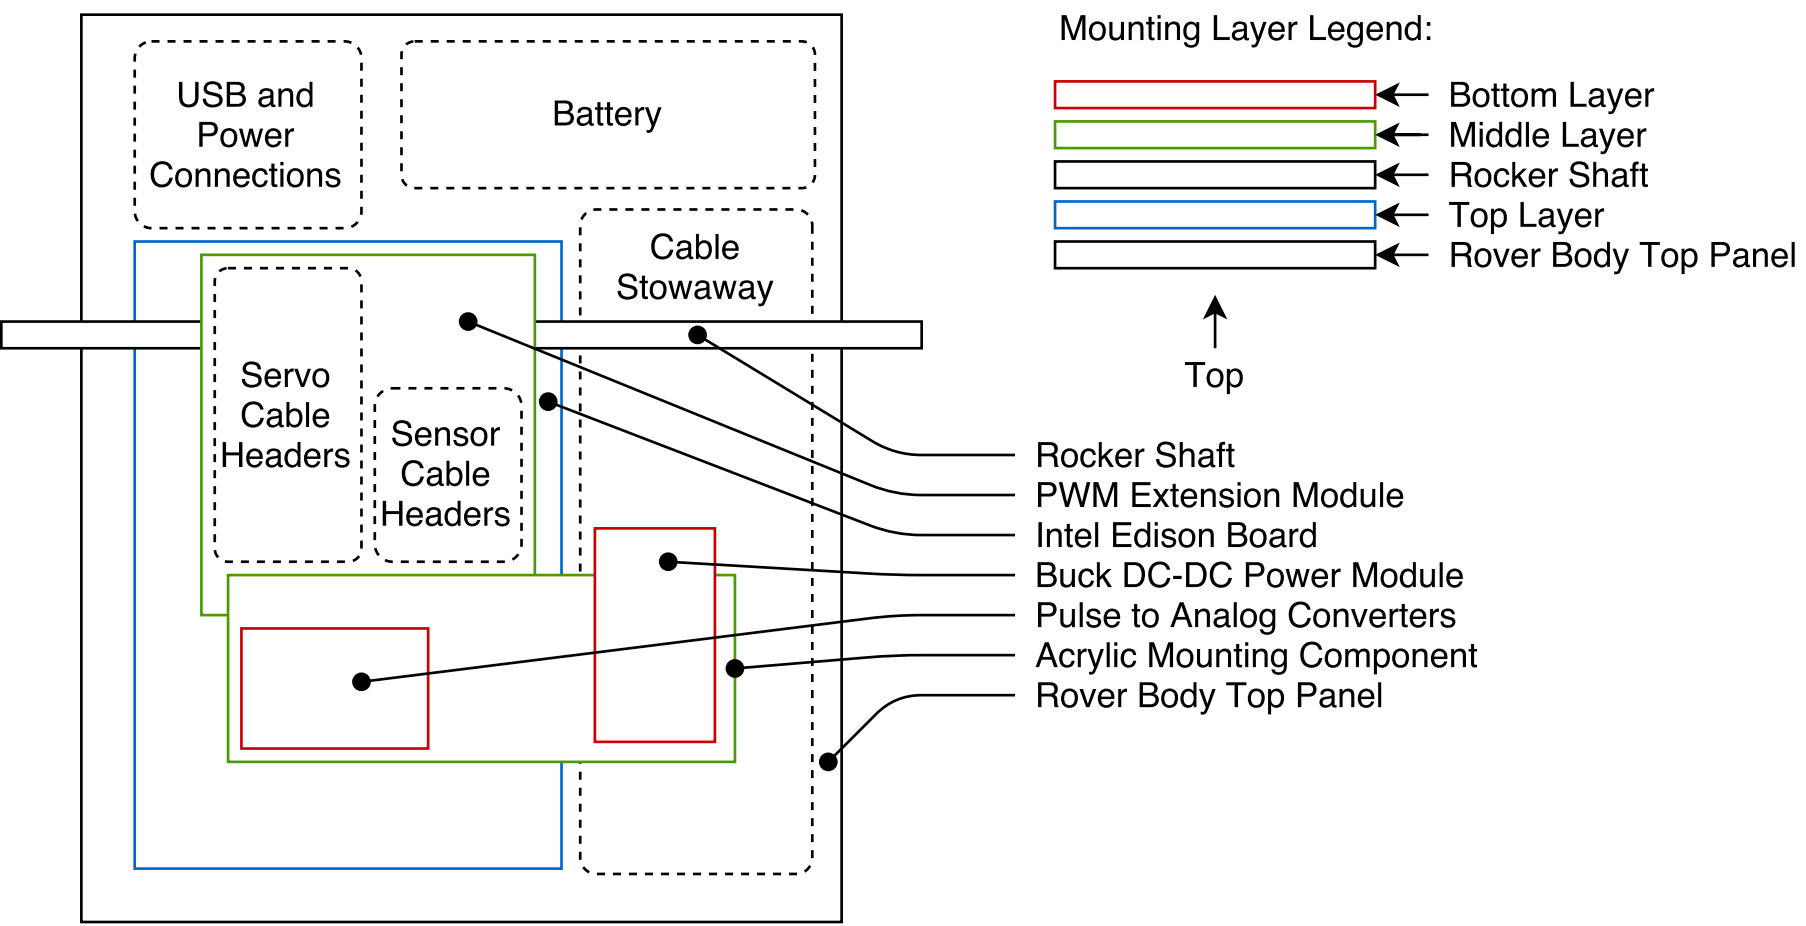 USB and
Power
Connections
Battery
Cable
Stowaway
Servo
Cable
Headers
Sensor
Cable
Headers
Mounting Layer Legend:
Bottom Layer
Middle Layer
Rocker Shaft
Top Layer
Rover Body Top Panel
Top
Rocker Shaft
PWM Extension Module
Intel Edison Board
Buck DC-DC Power Module
Pulse to Analog Converters
Acrylic Mounting Component
Rover Body Top Panel